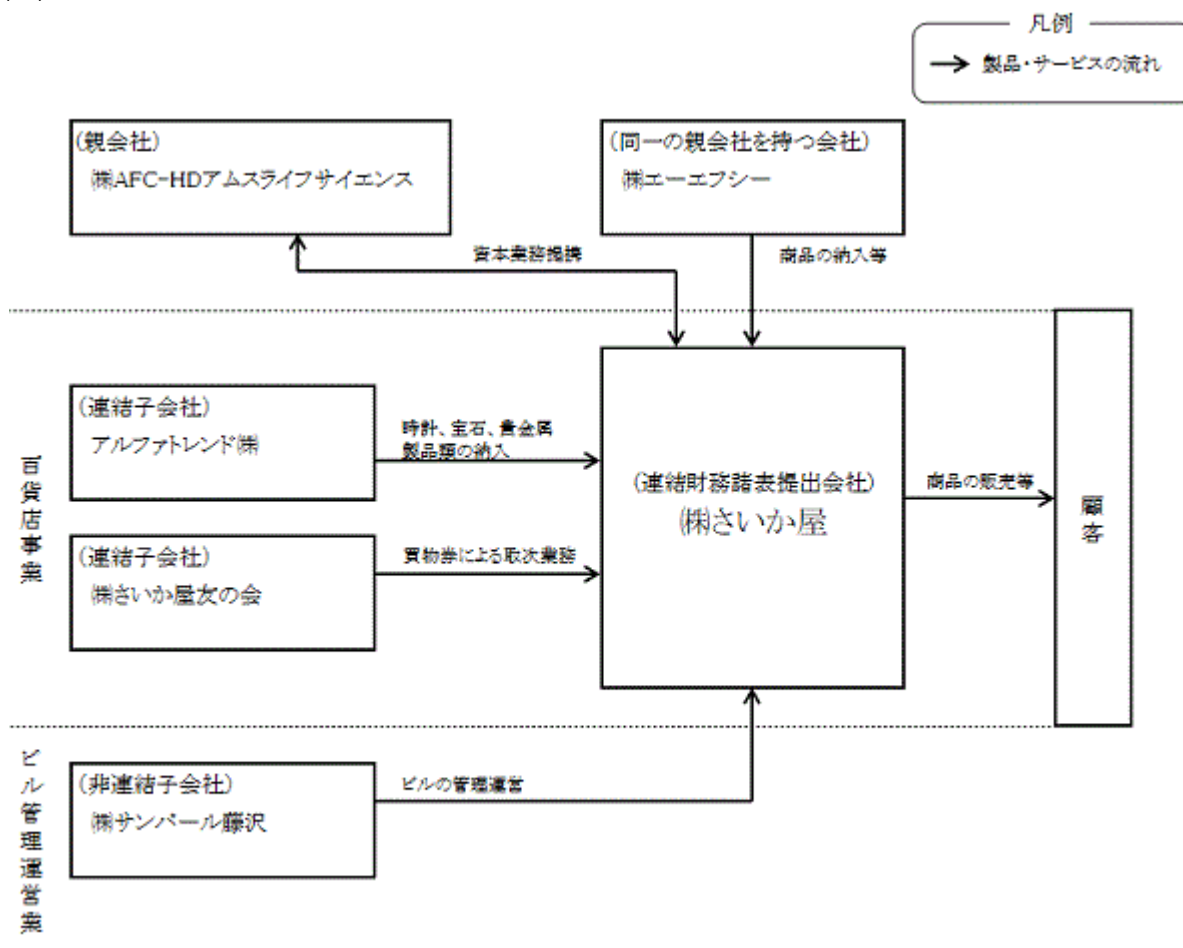 凡例
製品・サービスの流れ
(親会社)
㈱AFC-HDアムスライフサイエンス
(同一の親会社を持つ会社)
㈱エーエフシー
資本業務提携
商品の納入等
百貨店事業
(連結子会社)
アルファトレンド㈱
時計、宝石、貴金属
製品類の納入
(連結子会社)
㈱さいか屋友の会
買物券による取次業務
(連結財務諸表提出会社)
㈱さいか屋
商品の販売等
顧客
ビル管理運営業
(非連結子会社)
㈱サンパール藤沢
ビルの管理運営